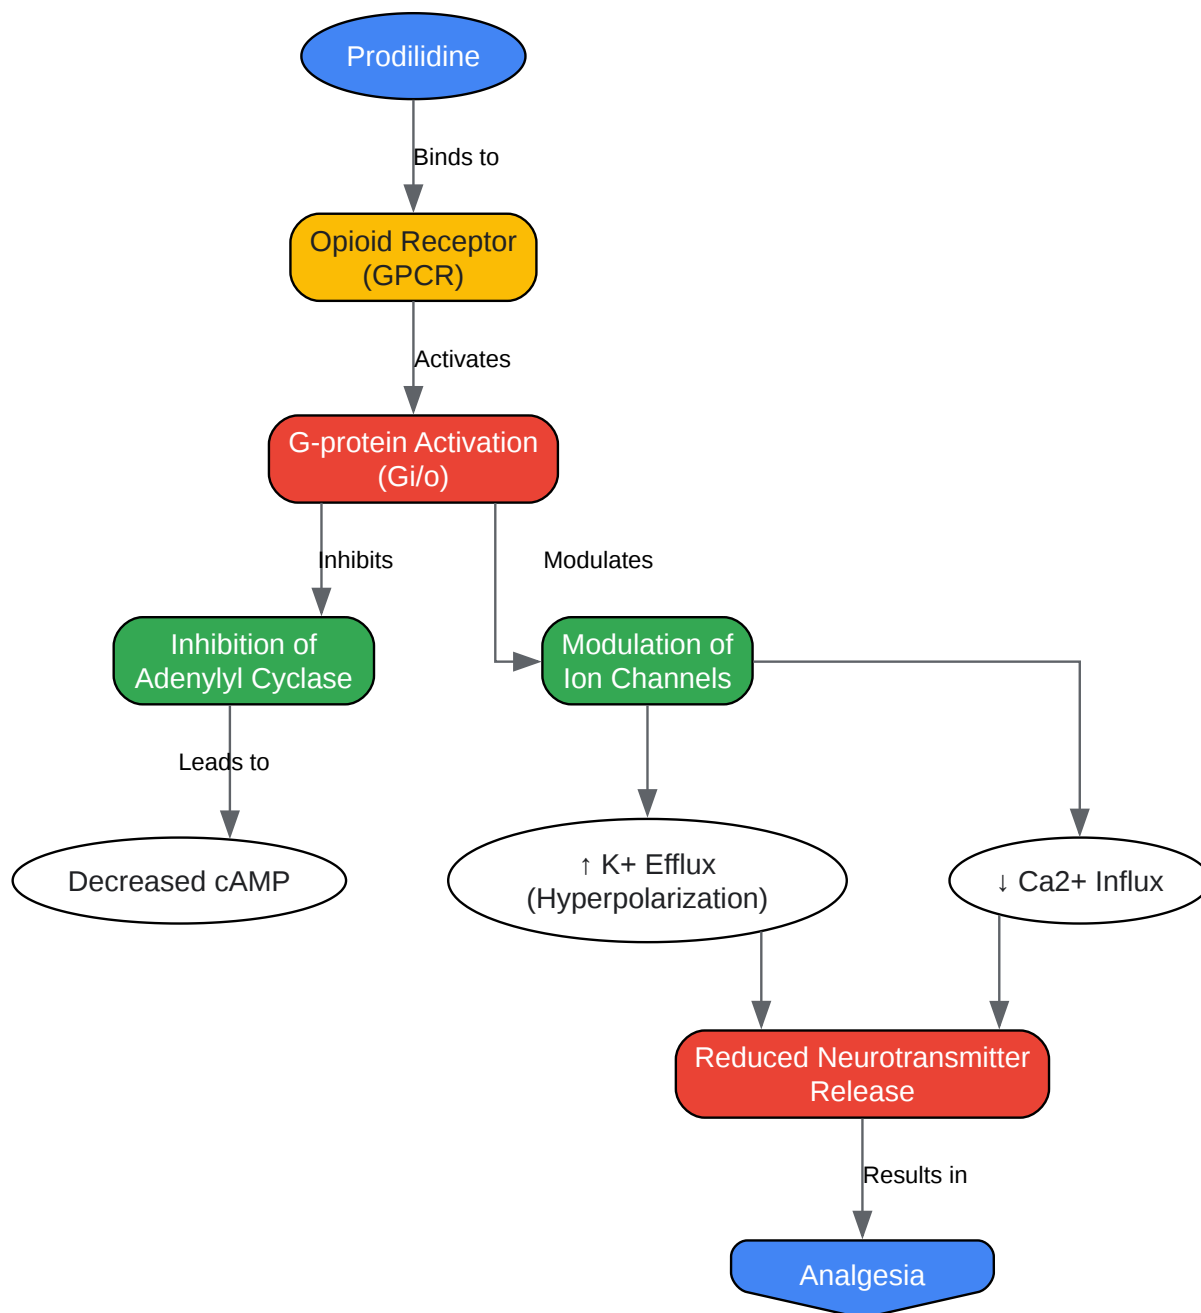 Prodilidine
Binds to
Opioid Receptor
(GPCR)
Activates
G-protein Activation
(Gi/o)
Inhibits
Modulates
Inhibition of
Adenylyl Cyclase
Modulation of
Ion Channels
Leads to
Decreased cAMP
↑ K+ Efflux
(Hyperpolarization)
↓ Ca2+ Influx
Reduced Neurotransmitter
Release
Results in
Analgesia